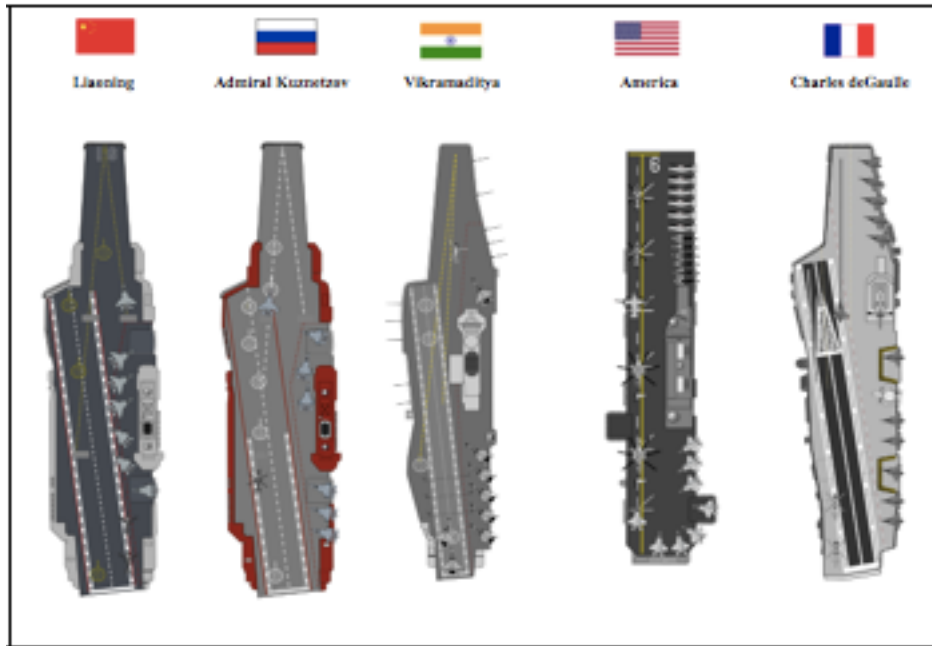 Liaoning
Admiral Kuznetzov
Vikramaditya
America
Charles deGaulle
6